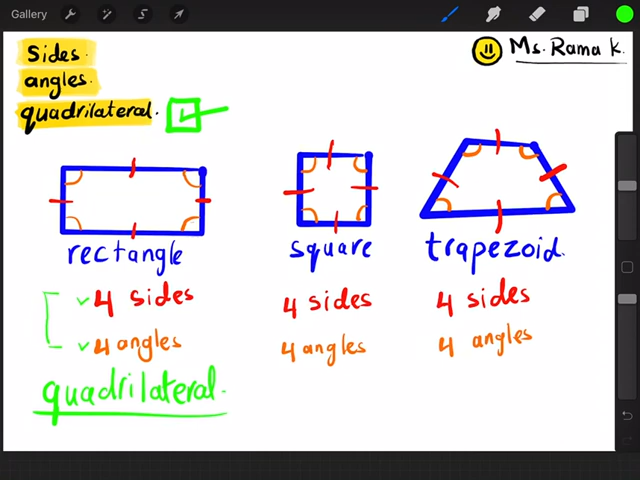 Gallery
Sides.
angles.
quadrilateral.
Ms. Rama K.
rectangle
square
trapezoid.
4 sides
4 sides
4 sides
4 angles
4 angles
4 angles
quadrilateral.